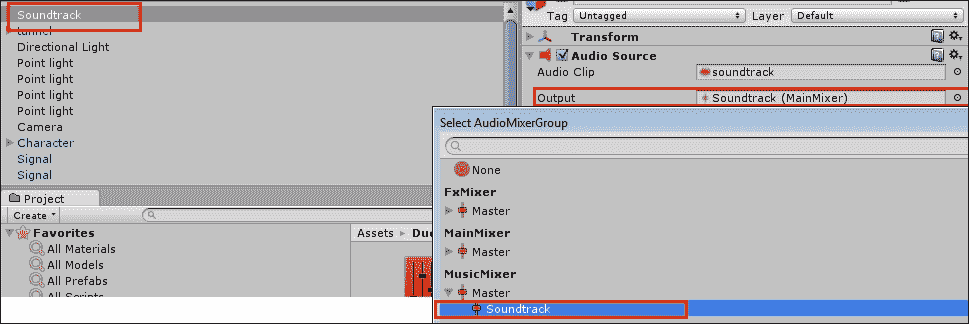 Soundtrack
tunnel
Directional Light
Point light
Point light
Point light
Point light
Camera
Character
Signal
Signal
Project
Create
Favorites
All Materials
All Models
All Prefabs
All Scripts
Assets
Tag Untagged Layer Default
Transform
Audio Source
Audio Clip soundtrack
Output Soundtrack (MainMixer)
Select AudioMixerGroup
None
FxMixer
Master
MainMixer
Master
MusicMixer
Master
Soundtrack